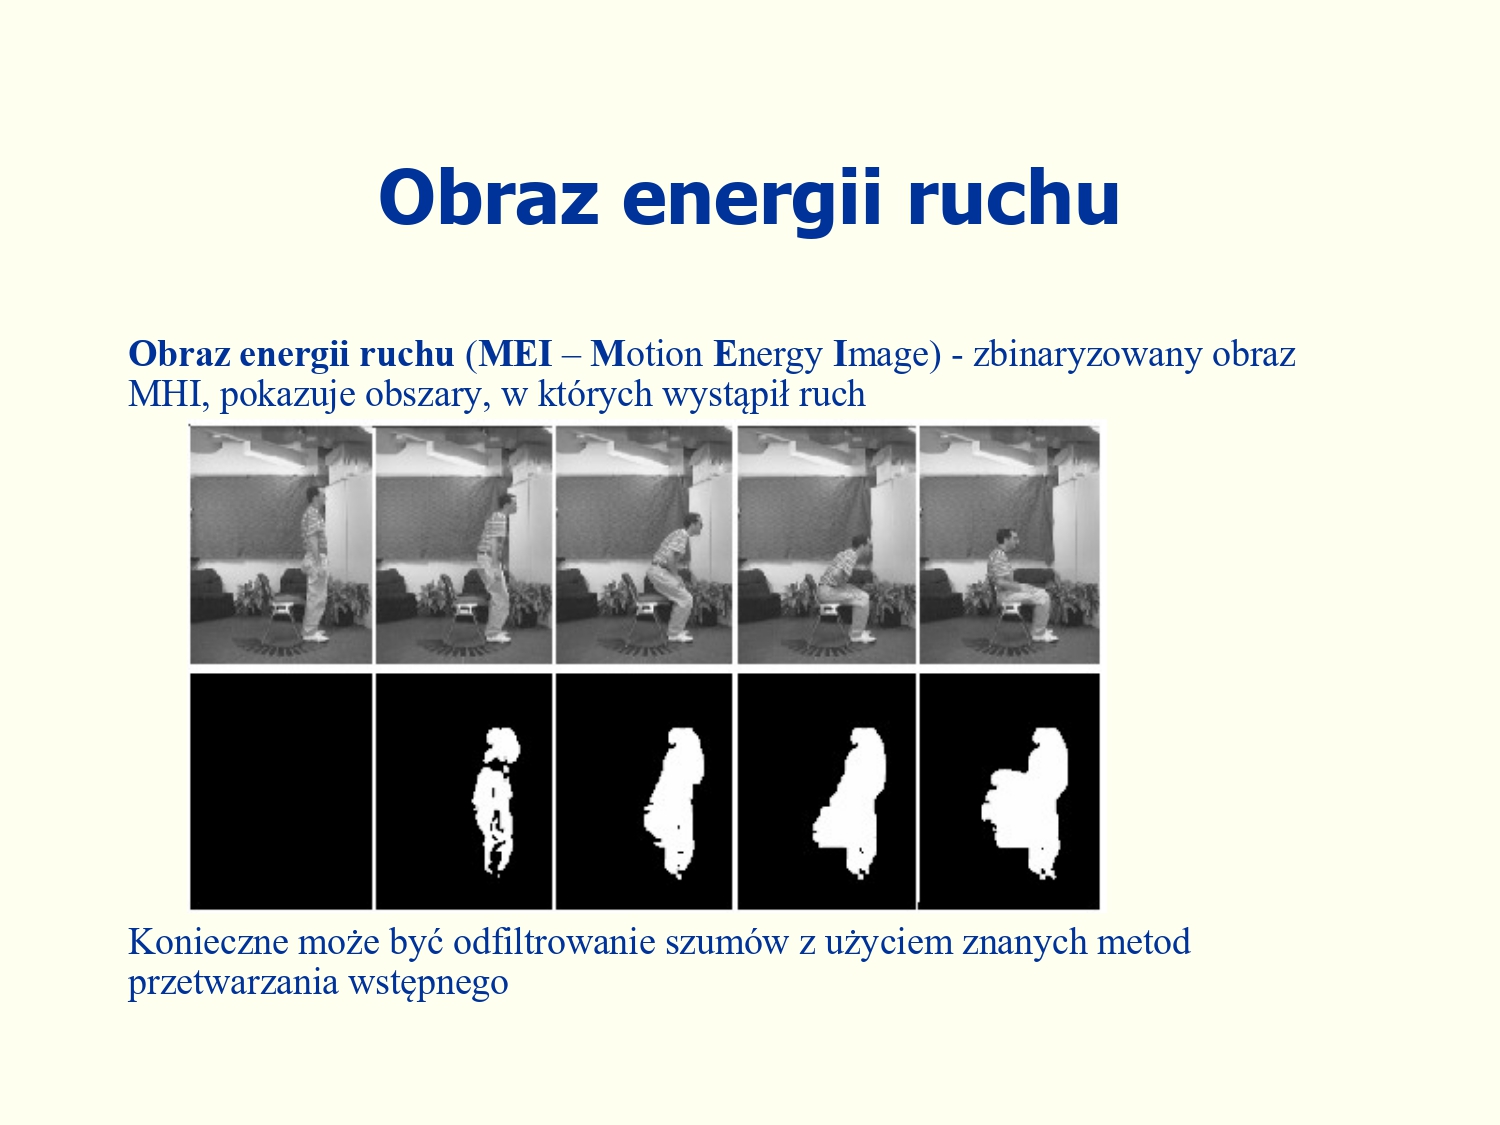 Obraz energii ruchu
Obraz energii ruchu (MEI – Motion Energy Image) - zbinaryzowany obraz
MHI, pokazuje obszary, w których wystąpił ruch
Konieczne może być odfiltrowanie szumów z użyciem znanych metod
przetwarzania wstępnego